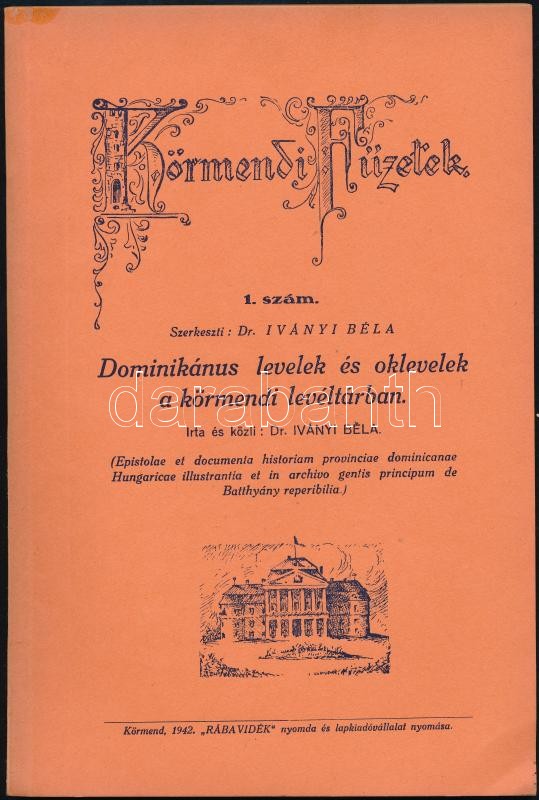 Körmendi Füzetek.
1. szám.
Szerkeszti : Dr. IVÁNYI BÉLA
Dominikánus levelek és oklevelek
a körmendi levéltárban.
Irta és közli : Dr. IVÁNYI BÉLA.
(Epistolae et documenta historiam provinciae dominicanae
Hungaricae illustrantia et in archivo gentis principum de
Batthyány reperibilia.)
darabanth
Körmend, 1942. „RÁBAVIDÉK“ nyomda és lapkiadóvállalat nyomása.